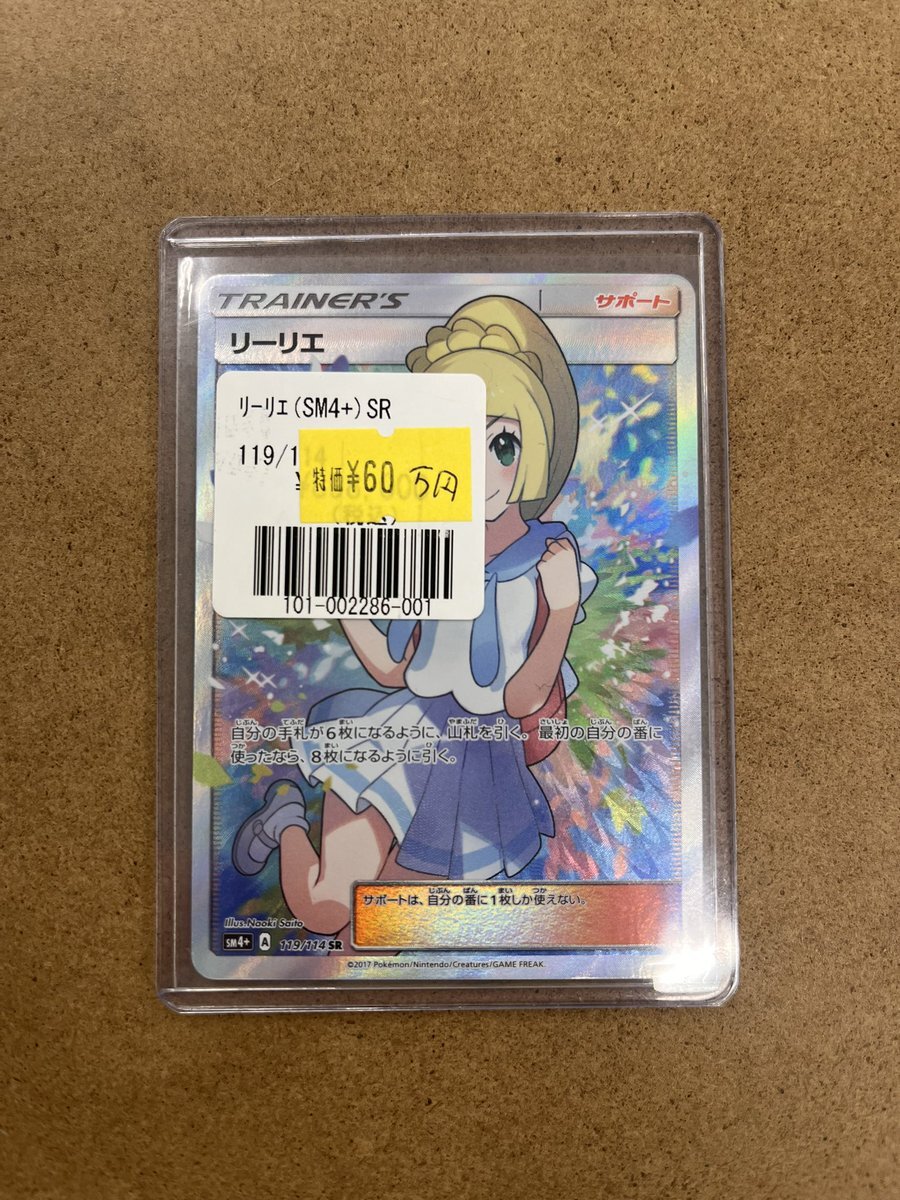 TRAINER'S サポート
リーリエ
リーリエ(SM4+)SR
119/114
特価¥60万円
(税込)
101-002286-001
自分の手札が6枚になるように、山札を引く。最初の自分の番に
使ったなら、8枚になるように引く。
サポートは、自分の番に1枚しか使えない。
Illus. Naoki Saito
SM4+ A 119/114 SR
©2017 Pokémon/Nintendo/Creatures/GAME FREAK.